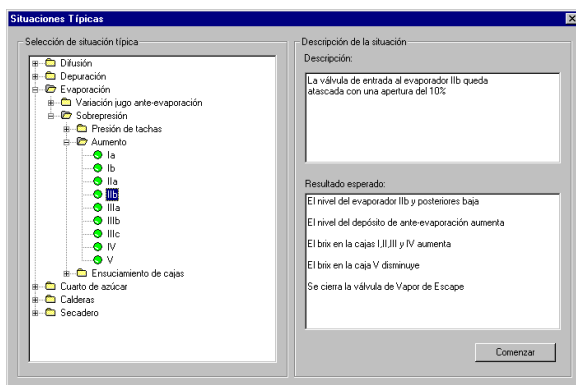 Situaciones Típicas
Selección de situación típica
Difusión
Depuración
Evaporación
Variación jugo ante-evaporación
Sobrepresión
Presión de tachas
Aumento
Ia
Ib
IIa
IIb
IIIa
IIIb
IIIc
IV
V
Ensuciamiento de cajas
Cuarto de azúcar
Calderas
Secadero
Descripción de la situación
Descripción:
La válvula de entrada al evaporador IIb queda
atascada con una apertura del 10%
Resultado esperado:
El nivel del evaporador IIb y posteriores baja
El nivel del depósito de ante-evaporación aumenta
El brix en la cajas I,II,III y IV aumenta
El brix en la caja V disminuye
Se cierra la válvula de Vapor de Escape
Comenzar